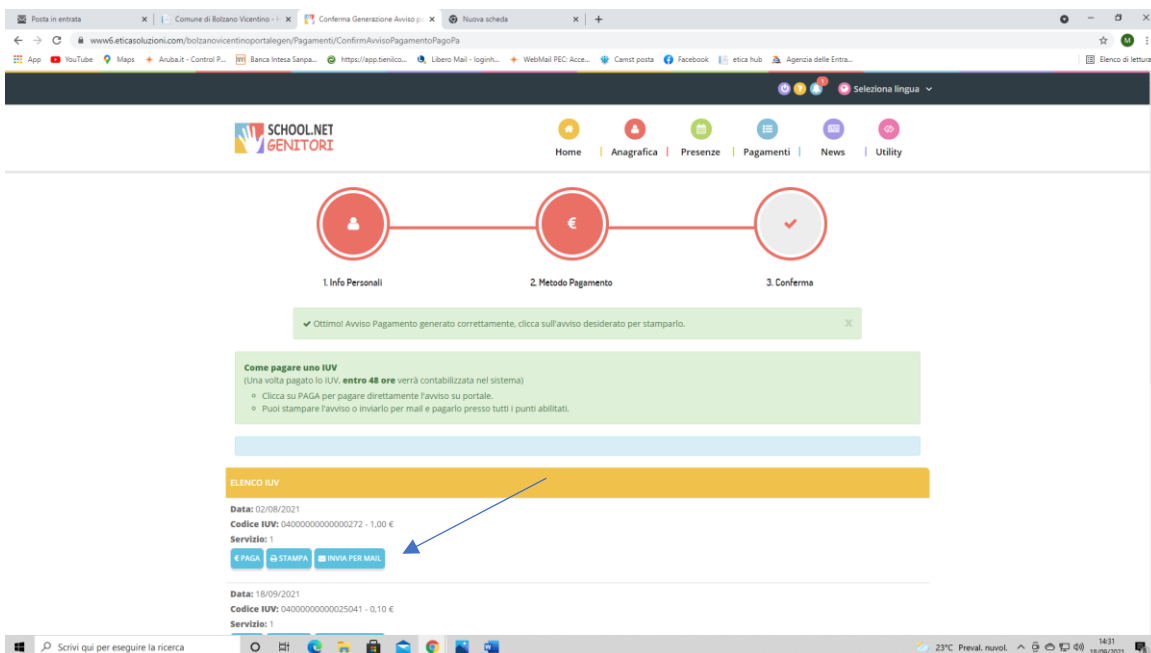 Posta in entrata
Comune di Bolzano Vicentino - H
Conferma Generazione Avviso p
Nuova scheda
www6.eticasoluzioni.com/bolzanovicentinoportalegen/Pagamenti/ConfirmAvvisoPagamentoPagoPa
M
App YouTube Maps Aruba.it - Control P... Banca Intesa Sanpa... https://app.tienilco... Libero Mail - loginh... WebMail PEC: Acce... Camst posta Facebook etica hub Agenzia delle Entra... Elenco di lettura
1 Seleziona lingua
SCHOOL.NET
GENITORI
Home | Anagrafica | Presenze | Pagamenti | News | Utility
€
1. Info Personali 2. Metodo Pagamento 3. Conferma
Ottimo! Avviso Pagamento generato correttamente, clicca sull'avviso desiderato per stamparlo. X
Come pagare uno IUV
(Una volta pagato lo IUV, entro 48 ore verrà contabilizzata nel sistema)
Clicca su PAGA per pagare direttamente l'avviso su portale.
Puoi stampare l'avviso o inviarlo per mail e pagarlo presso tutti i punti abilitati.
ELENCO IUV
Data: 02/08/2021
Codice IUV: 04000000000000272 - 1,00 €
Servizio: 1
€ PAGA STAMPA INVIA PER MAIL
Data: 18/09/2021
Codice IUV: 04000000000025041 - 0,10 €
Servizio: 1
Scrivi qui per eseguire la ricerca
23°C Preval. nuvol.
14:31
18/09/2021